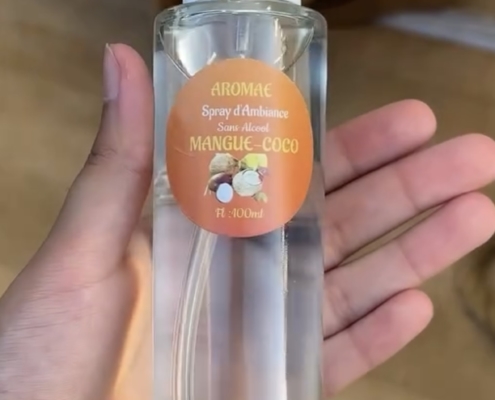 AROMAE
Spray d'Ambiance
Sans Alcool
MANGUE-COCO
Fl :100ml